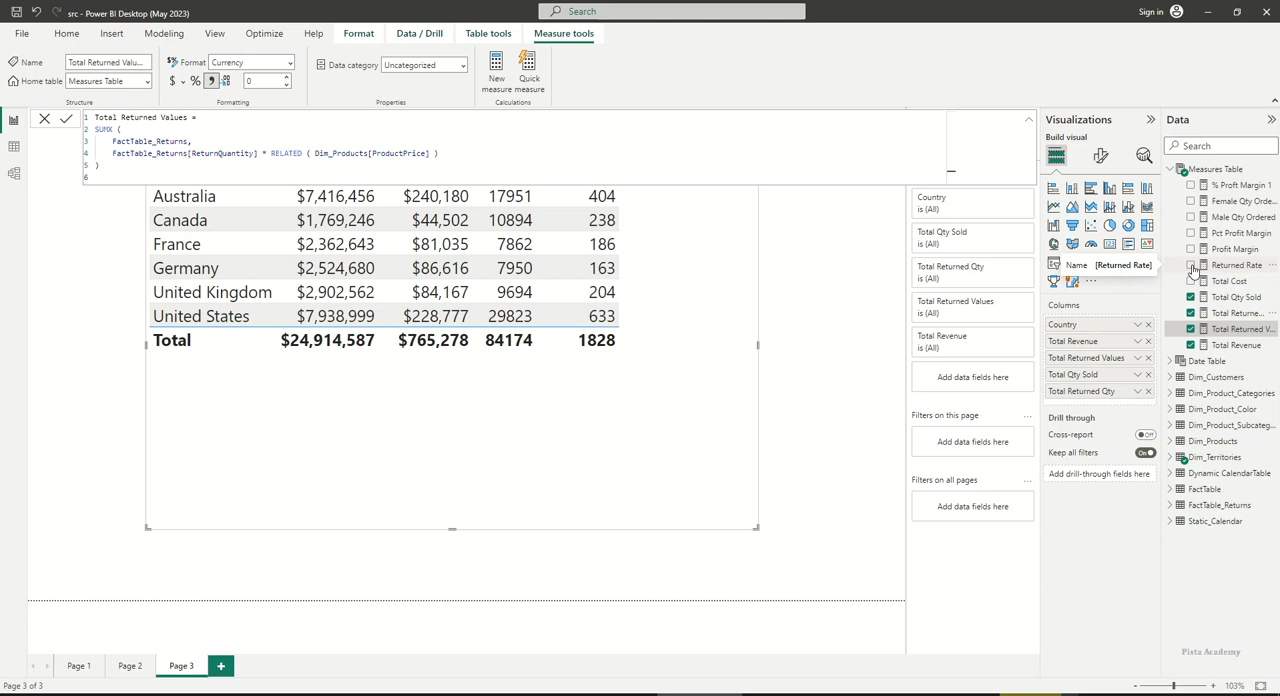 src - Power BI Desktop (May 2023)
Search
Sign in
File
Home
Insert
Modeling
View
Optimize
Help
Format
Data / Drill
Table tools
Measure tools
Name
Total Returned Valu...
Home table
Measures Table
Structure
Format
Currency
$
%
0
Formatting
Data category
Uncategorized
Properties
New
measure
Quick
measure
Calculations
1 Total Returned Values =
2 SUMX (
3 FactTable_Returns,
4 FactTable_Returns[ReturnQuantity] * RELATED ( Dim_Products[ProductPrice] )
5 )
6
Australia $7,416,456 $240,180 17951 404
Canada $1,769,246 $44,502 10894 238
France $2,362,643 $81,035 7862 186
Germany $2,524,680 $86,616 7950 163
United Kingdom $2,902,562 $84,167 9694 204
United States $7,938,999 $228,777 29823 633
Total $24,914,587 $765,278 84174 1828
Country
is (All)
Total Qty Sold
is (All)
Total Returned Qty
is (All)
Total Returned Values
is (All)
Total Revenue
is (All)
Add data fields here
Filters on this page
...
Add data fields here
Filters on all pages
...
Add data fields here
Visualizations
Build visual
Name [Returned Rate]
...
Columns
Country
Total Revenue
Total Returned Values
Total Qty Sold
Total Returned Qty
Drill through
Cross-report
Off
Keep all filters
On
Add drill-through fields here
Data
Search
Measures Table
% Proft Margin 1
Female Qty Orde...
Male Qty Ordered
Pct Profit Margin
Profit Margin
Returned Rate ...
Total Cost
Total Qty Sold
Total Returne... ...
Total Returned V...
Total Revenue
Date Table
Dim_Customers
Dim_Product_Categories
Dim_Product_Color
Dim_Product_Subcateg...
Dim_Products
Dim_Territories
Dynamic CalendarTable
FactTable
FactTable_Returns
Static_Calendar
Pista Academy
Page 1
Page 2
Page 3
+
Page 3 of 3
- + 103%